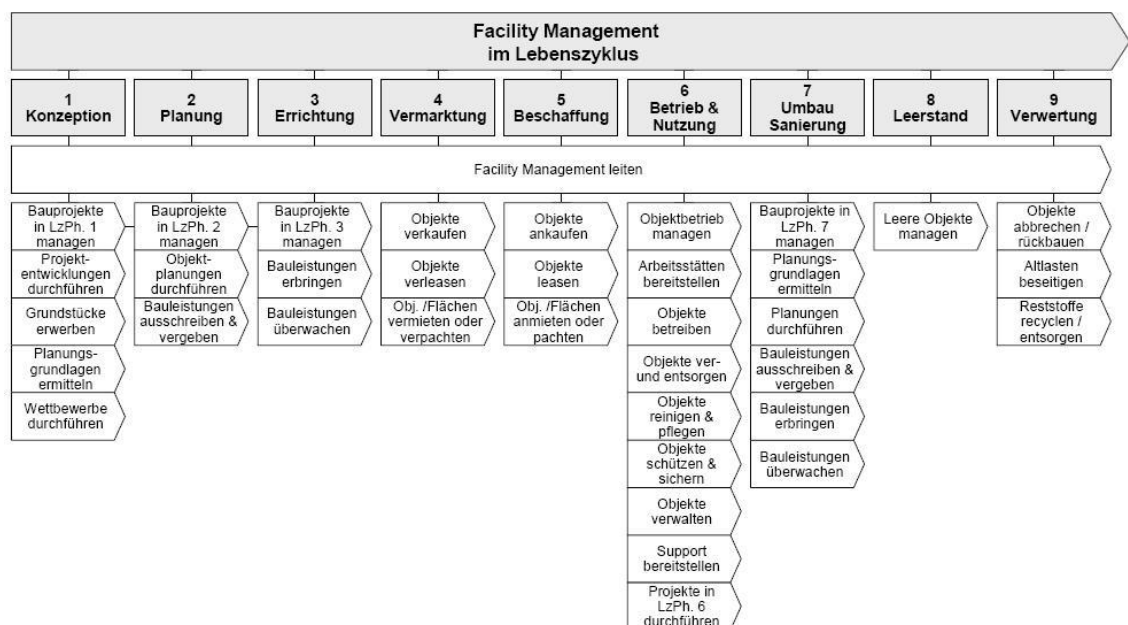 Facility Management
im Lebenszyklus
1
Konzeption
2
Planung
3
Errichtung
4
Vermarktung
5
Beschaffung
6
Betrieb &
Nutzung
7
Umbau
Sanierung
8
Leerstand
9
Verwertung
Facility Management leiten
Bauprojekte
in LzPh. 1
managen
Projekt-
entwicklungen
durchführen
Grundstücke
erwerben
Planungs-
grundlagen
ermitteln
Wettbewerbe
durchführen
Bauprojekte
in LzPh. 2
managen
Objekt-
planungen
durchführen
Bauleistungen
ausschreiben &
vergeben
Bauprojekte
in LzPh. 3
managen
Bauleistungen
erbringen
Bauleistungen
überwachen
Objekte
verkaufen
Objekte
verleasen
Obj. /Flächen
vermieten oder
verpachten
Objekte
ankaufen
Objekte
leasen
Obj. /Flächen
anmieten oder
pachten
Objektbetrieb
managen
Arbeitsstätten
bereitstellen
Objekte
betreiben
Objekte ver-
und entsorgen
Objekte
reinigen &
pflegen
Objekte
schützen &
sichern
Objekte
verwalten
Support
bereitstellen
Projekte in
LzPh. 6
durchführen
Bauprojekte in
LzPh. 7
managen
Planungs-
grundlagen
ermitteln
Planungen
durchführen
Bauleistungen
ausschreiben &
vergeben
Bauleistungen
erbringen
Bauleistungen
überwachen
Leere Objekte
managen
Objekte
abbrechen /
rückbauen
Altlasten
beseitigen
Reststoffe
recyclen /
entsorgen